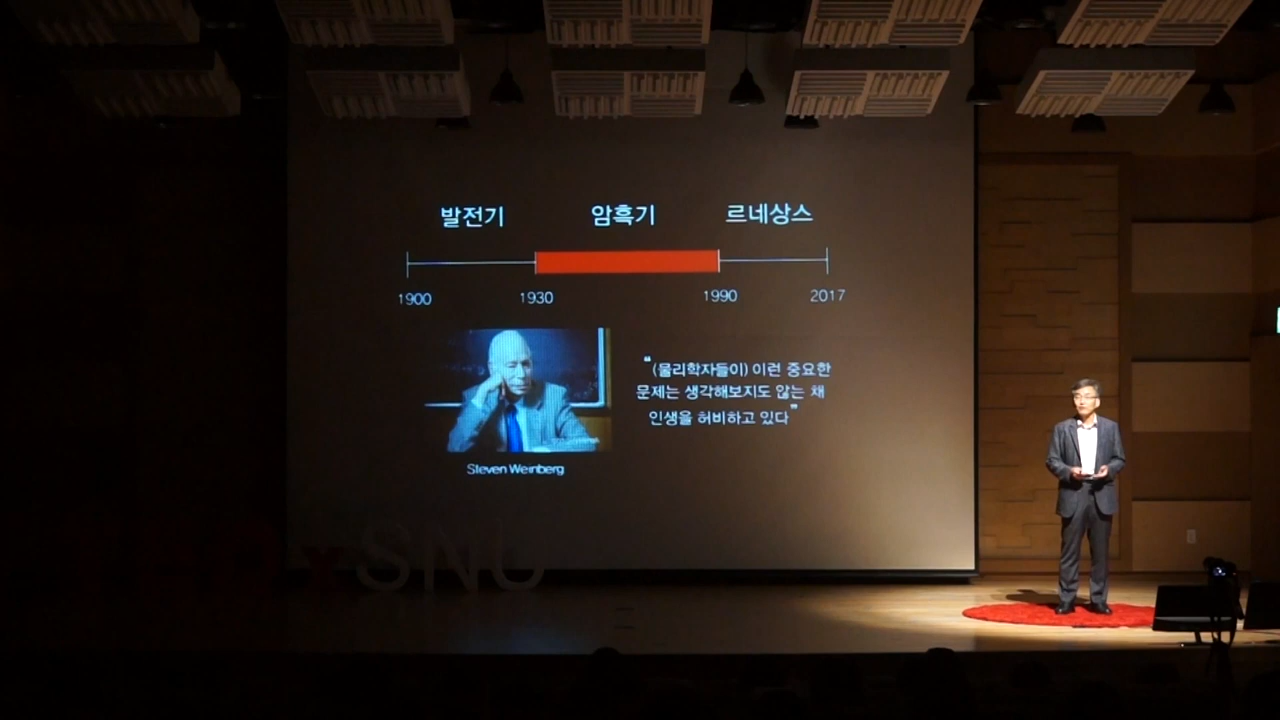 발전기 암흑기 르네상스
1900 1930 1990 2017
“(물리학자들이) 이런 중요한
문제는 생각해보지도 않는 채
인생을 허비하고 있다”
Steven Weinberg
TEDxSNU